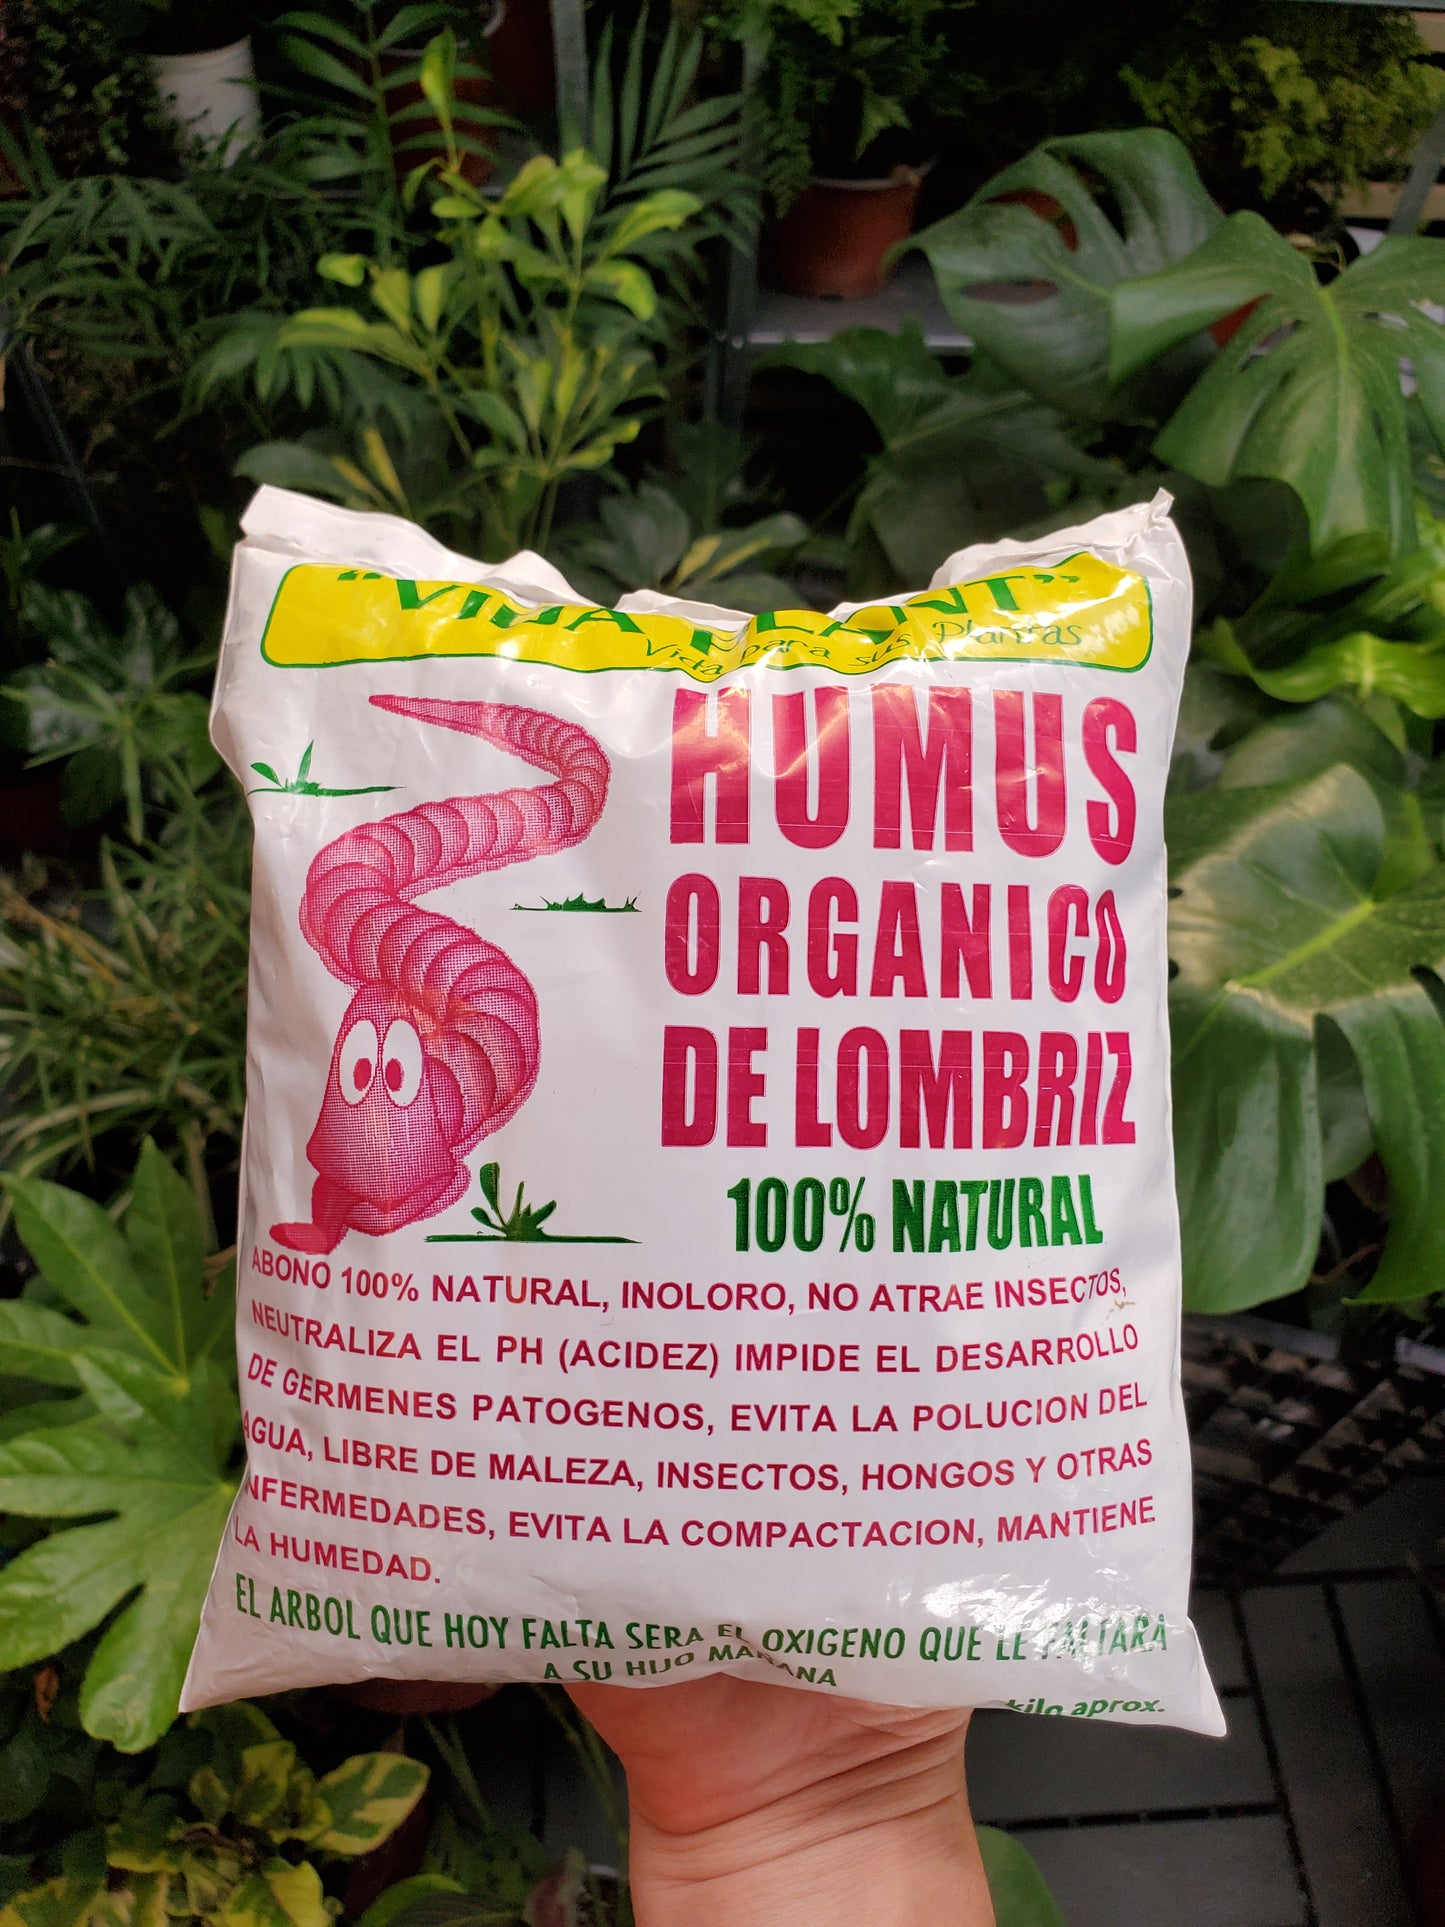 "VIDA PLANT"
Vida para sus Plantas
HUMUS
ORGANICO
DE LOMBRIZ
100% NATURAL
ABONO 100% NATURAL, INOLORO, NO ATRAE INSECTOS,
NEUTRALIZA EL PH (ACIDEZ) IMPIDE EL DESARROLLO
DE GERMENES PATOGENOS, EVITA LA POLUCION DEL
AGUA, LIBRE DE MALEZA, INSECTOS, HONGOS Y OTRAS
NFERMEDADES, EVITA LA COMPACTACION, MANTIENE
LA HUMEDAD.
EL ARBOL QUE HOY FALTA SERA EL OXIGENO QUE LE FALTARA
A SU HIJO MAÑANA
kilo aprox.